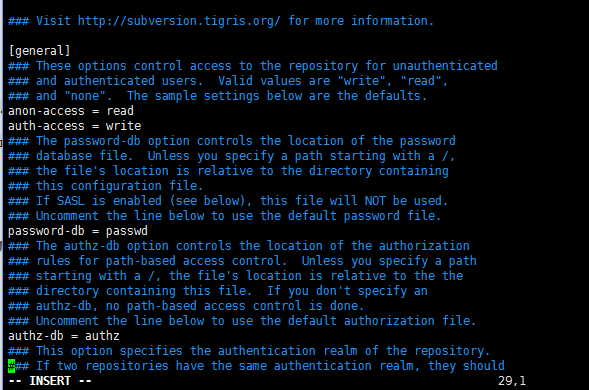 ### Visit http://subversion.tigris.org/ for more information.
[general]
### These options control access to the repository for unauthenticated
### and authenticated users.  Valid values are "write", "read",
### and "none".  The sample settings below are the defaults.
anon-access = read
auth-access = write
### The password-db option controls the location of the password
### database file.  Unless you specify a path starting with a /,
### the file's location is relative to the directory containing
### this configuration file.
### If SASL is enabled (see below), this file will NOT be used.
### Uncomment the line below to use the default password file.
password-db = passwd
### The authz-db option controls the location of the authorization
### rules for path-based access control.  Unless you specify a path
### starting with a /, the file's location is relative to the the
### directory containing this file.  If you don't specify an
### authz-db, no path-based access control is done.
### Uncomment the line below to use the default authorization file.
authz-db = authz
### This option specifies the authentication realm of the repository.
### If two repositories have the same authentication realm, they should
-- INSERT -- 29,1